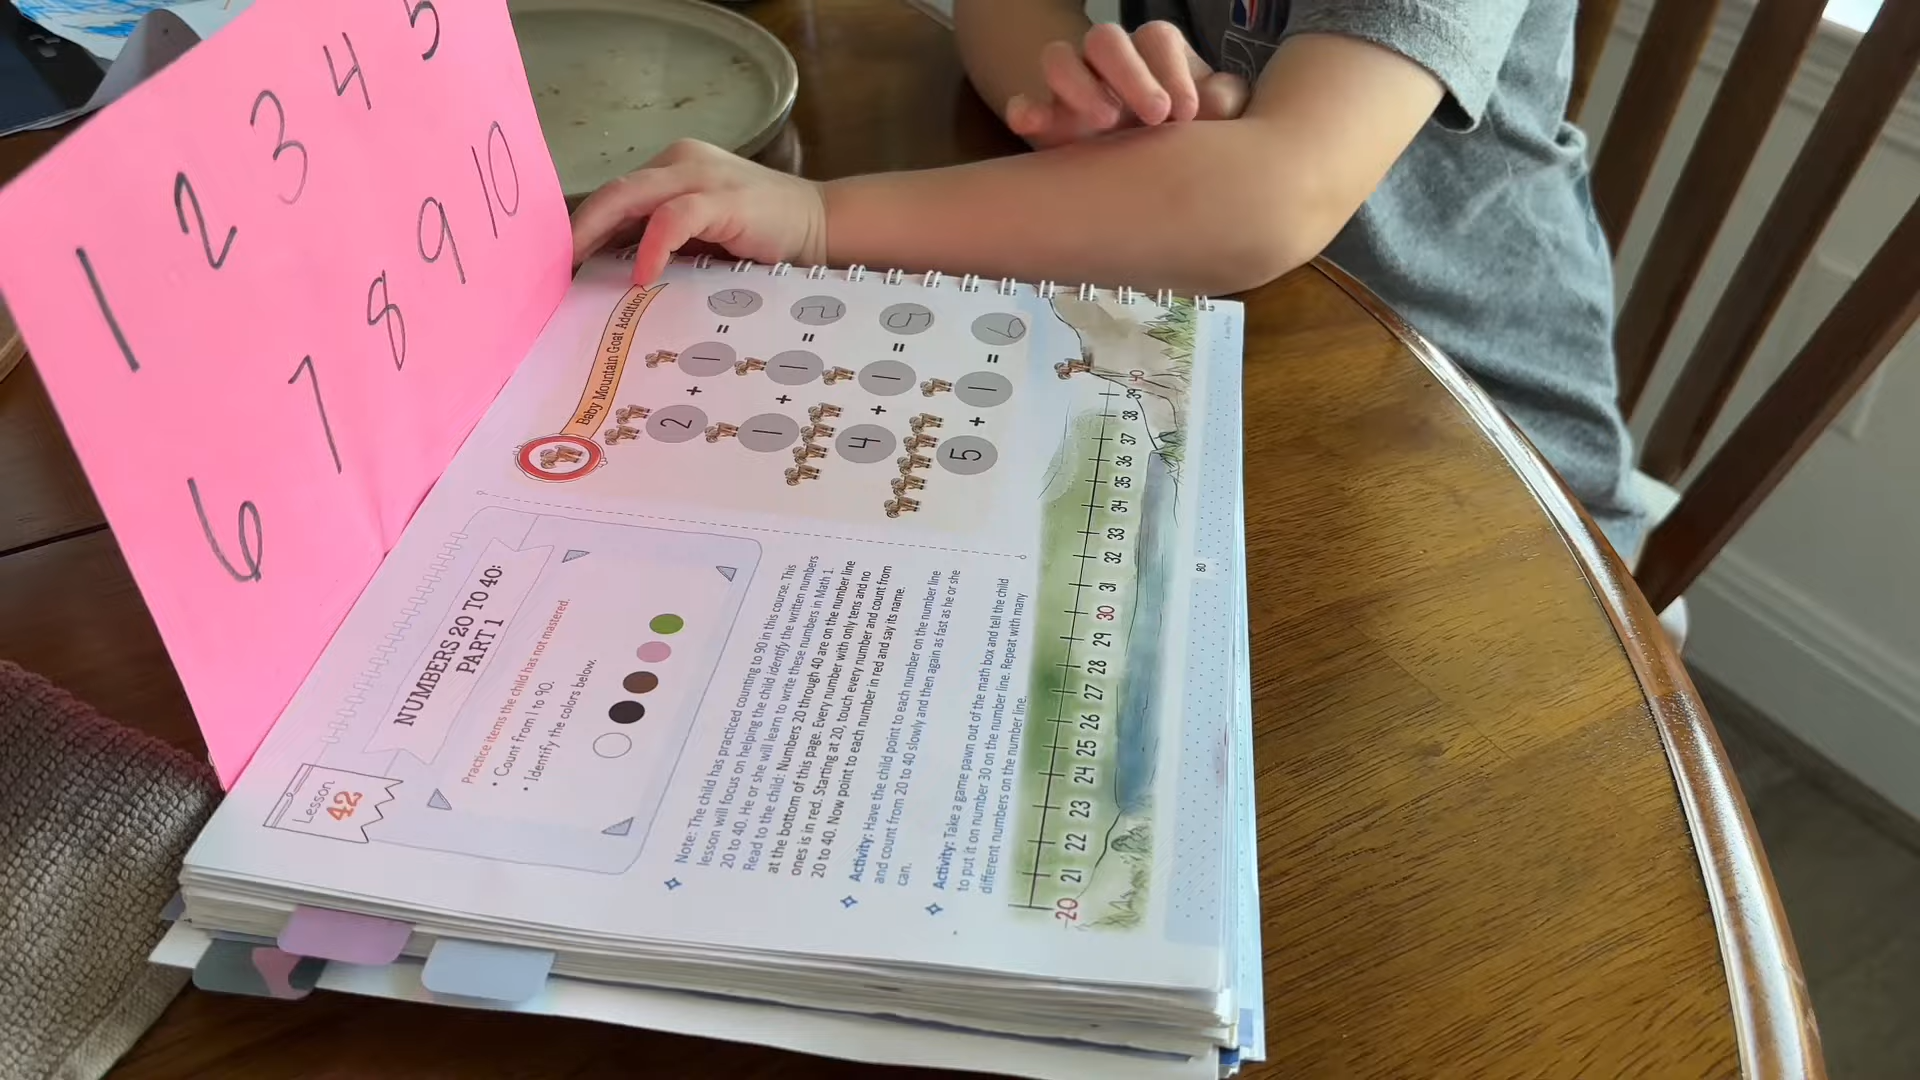 1 2 3 4 5
6 7 8 9 10
Lesson
42
NUMBERS 20 TO 40:
PART 1
Practice items the child has not mastered.
• Count from 1 to 90.
• Identify the colors below.
Note: The child has practiced counting to 90 in this course. This
lesson will focus on helping the child identify the written numbers
20 to 40. He or she will learn to write these numbers in Math 1.
Read to the child: Numbers 20 through 40 are on the number line
at the bottom of this page. Every number with only tens and no
ones is in red. Starting at 20, touch every number and count from
20 to 40. Now point to each number in red and say its name.
Activity: Have the child point to each number on the number line
and count from 20 to 40 slowly and then again as fast as he or she
can.
Activity: Take a game pawn out of the math box and tell the child
to put it on number 30 on the number line. Repeat with many
different numbers on the number line.
Baby Mountain Goat Addition
2 + 1 = 3
1 + 1 = 2
4 + 1 = 5
5 + 1 = 6
20 21 22 23 24 25 26 27 28 29 30 31 32 33 34 35 36 37 38 39 40
80